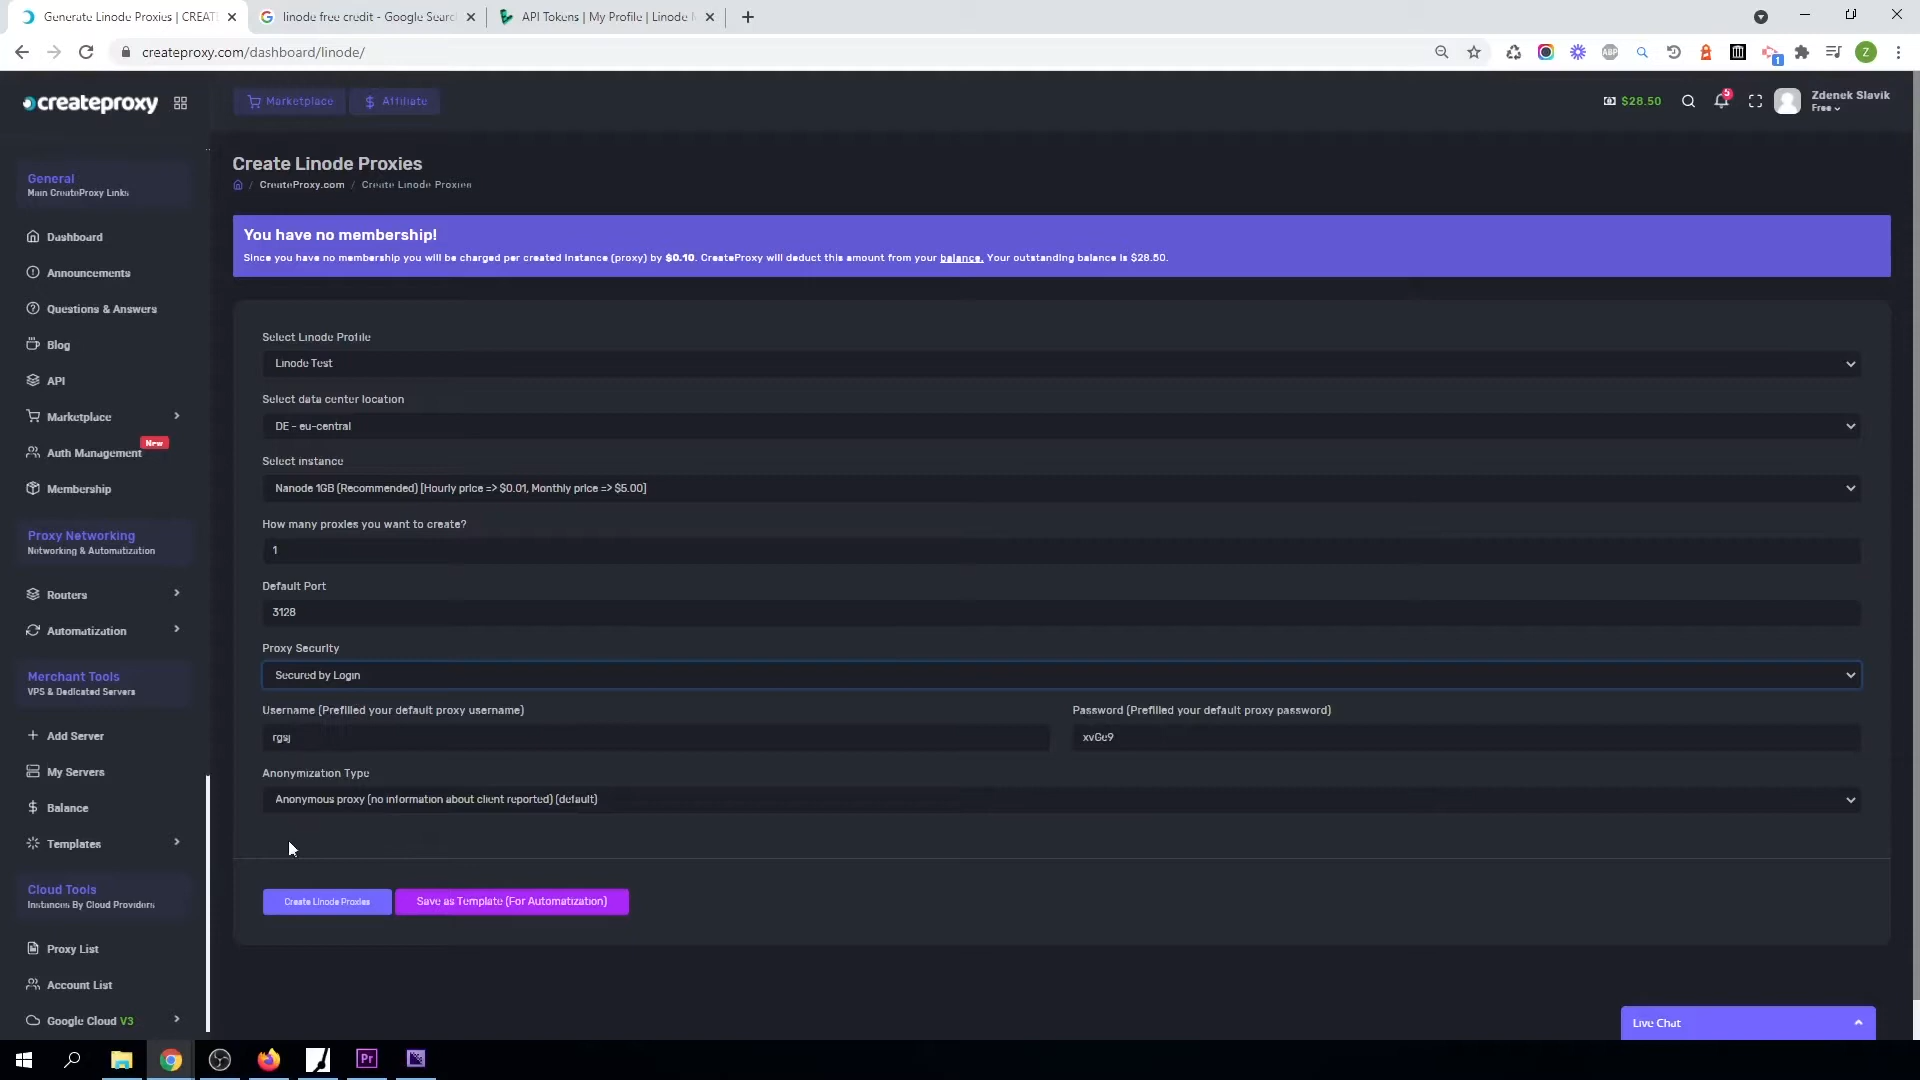 Generate Linode Proxies | CREATE
linode free credit - Google Search
API Tokens | My Profile | Linode M
createproxy.com/dashboard/linode/
ABP
1
Z
createproxy
Marketplace
Affiliate
$28.50
5
Zdenek Slavik
Free
General
Main CreateProxy Links
Dashboard
Announcements
Questions & Answers
Blog
API
Marketplace
New
Auth Management
Membership
Proxy Networking
Networking & Automatization
Routers
Automatization
Merchant Tools
VPS & Dedicated Servers
Add Server
My Servers
Balance
Templates
Cloud Tools
Instances By Cloud Providers
Proxy List
Account List
Google Cloud V3
Create Linode Proxies
/ CreateProxy.com / Create Linode Proxies
You have no membership!
Since you have no membership you will be charged per created instance (proxy) by $0.10. CreateProxy will deduct this amount from your balance. Your outstanding balance is $28.50.
Select Linode Profile
Linode Test
Select data center location
DE - eu-central
Select instance
Nanode 1GB (Recommended) [Hourly price => $0.01, Monthly price => $5.00]
How many proxies you want to create?
1
Default Port
3128
Proxy Security
Secured by Login
Username (Prefilled your default proxy username)
rgsj
Password (Prefilled your default proxy password)
xvGe9
Anonymization Type
Anonymous proxy (no information about client reported) (default)
Create Linode Proxies
Save as Template (For Automatization)
Live Chat
Pr